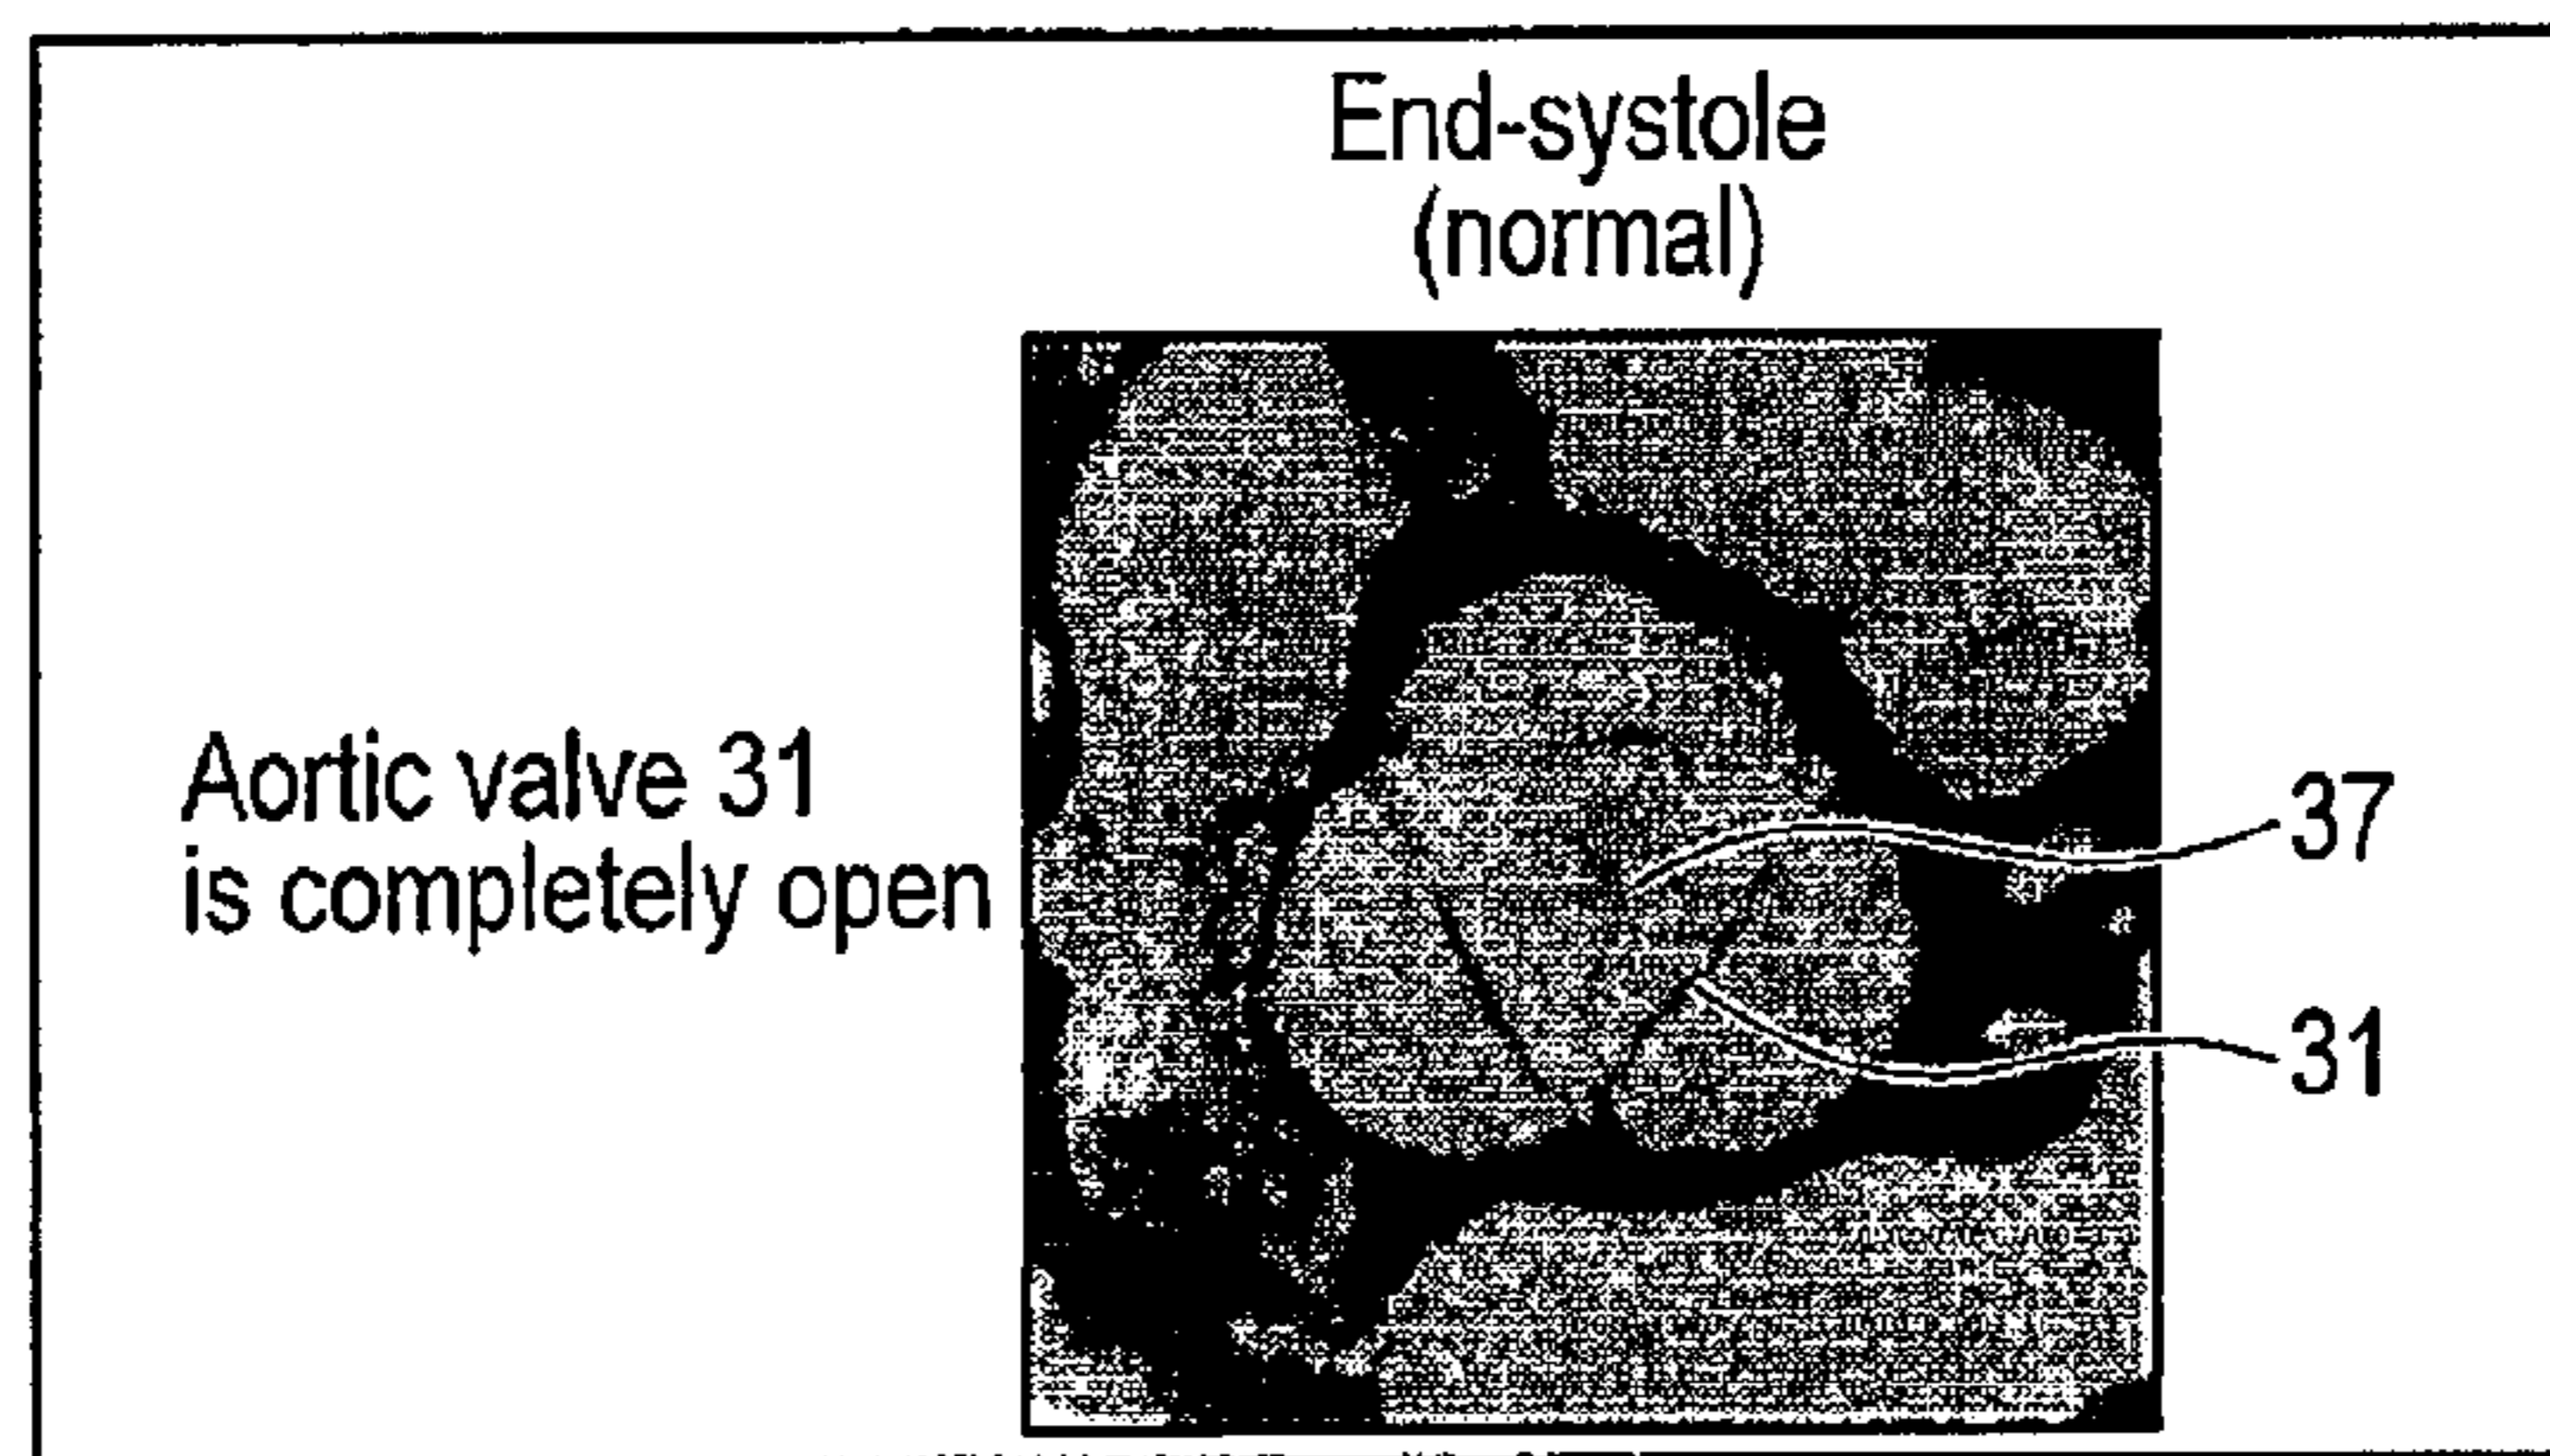 End-systole
(normal)
Aortic valve 31
is completely open
37
31